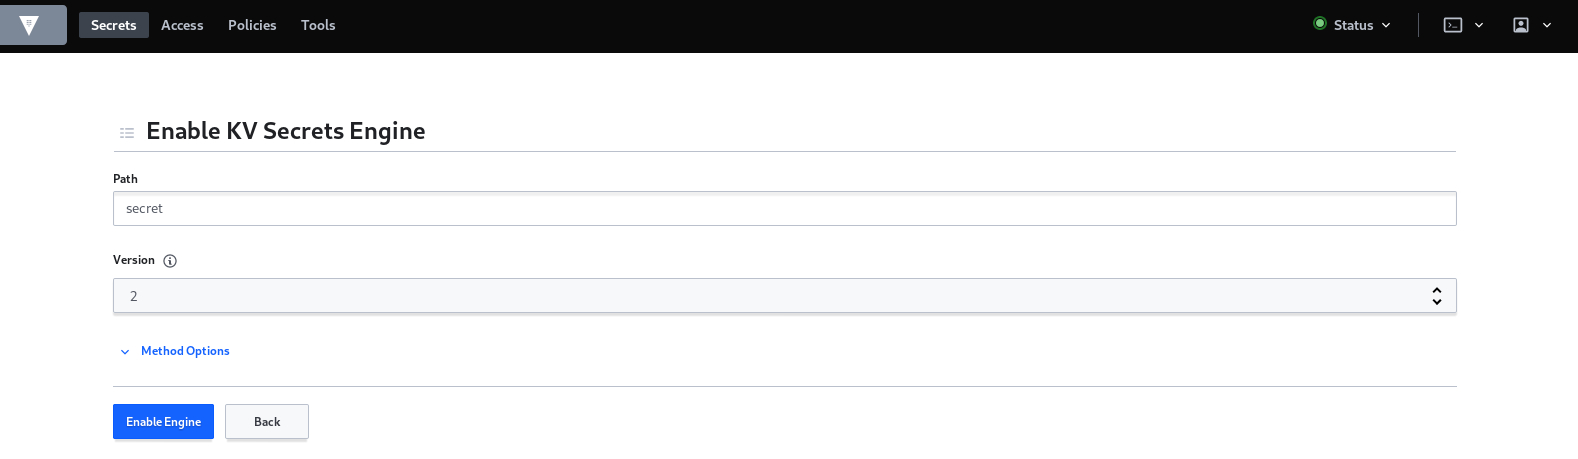 Secrets Access Policies Tools Status
Enable KV Secrets Engine
Path
secret
Version
2
Method Options
Enable Engine Back